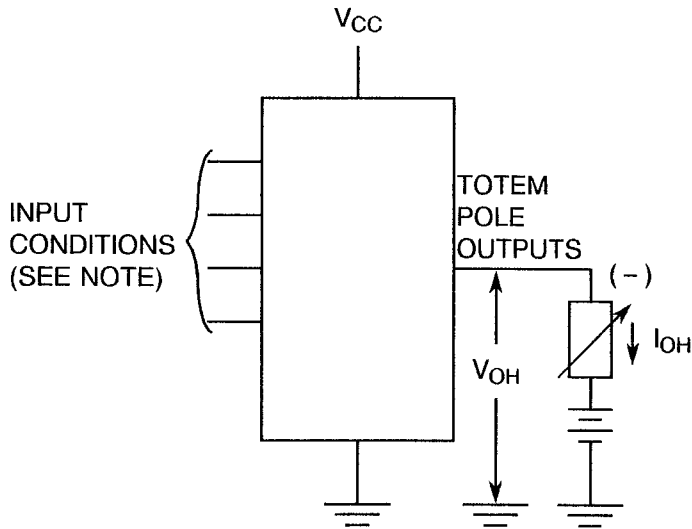 VCC
INPUT
CONDITIONS
(SEE NOTE)
TOTEM
POLE
OUTPUTS
(-)
IOH
VOH